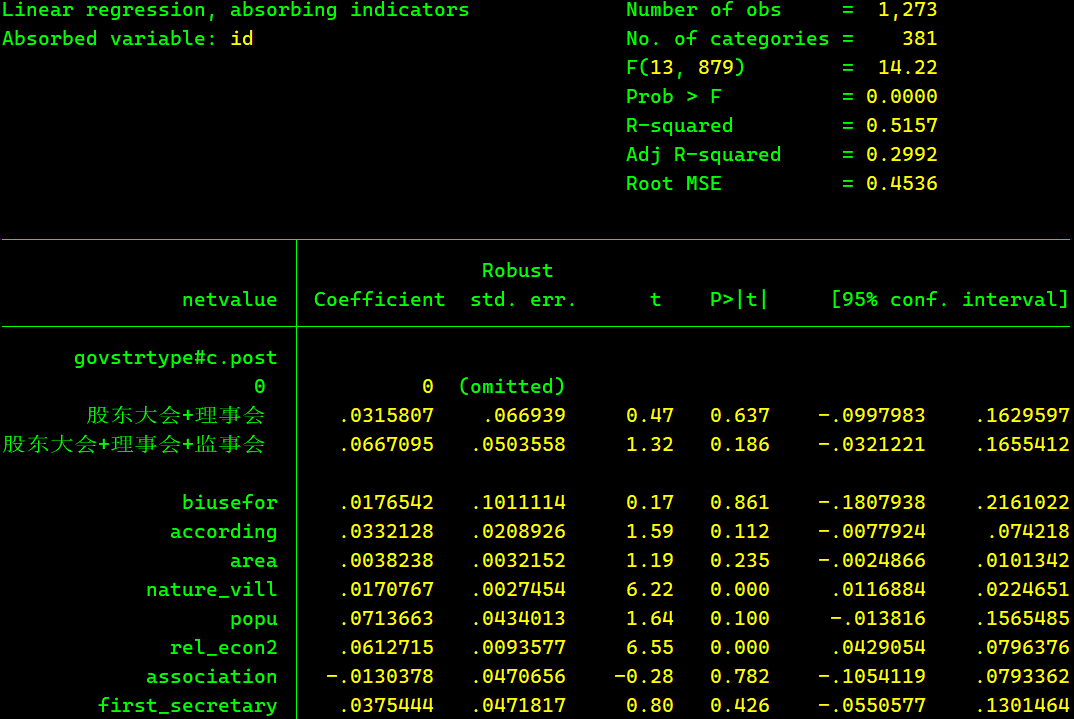 Linear regression, absorbing indicators Number of obs = 1,273
Absorbed variable: id No. of categories = 381
F(13, 879) = 14.22
Prob > F = 0.0000
R-squared = 0.5157
Adj R-squared = 0.2992
Root MSE = 0.4536
Robust
netvalue Coefficient std. err. t P>|t| [95% conf. interval]
govstrtype#c.post
0 0 (omitted)
股东大会+理事会 .0315807 .066939 0.47 0.637 -.0997983 .1629597
股东大会+理事会+监事会 .0667095 .0503558 1.32 0.186 -.0321221 .1655412
biusefor .0176542 .1011114 0.17 0.861 -.1807938 .2161022
according .0332128 .0208926 1.59 0.112 -.0077924 .074218
area .0038238 .0032152 1.19 0.235 -.0024866 .0101342
nature_vill .0170767 .0027454 6.22 0.000 .0116884 .0224651
popu .0713663 .0434013 1.64 0.100 -.013816 .1565485
rel_econ2 .0612715 .0093577 6.55 0.000 .0429054 .0796376
association -.0130378 .0470656 -0.28 0.782 -.1054119 .0793362
first_secretary .0375444 .0471817 0.80 0.426 -.0550577 .1301464